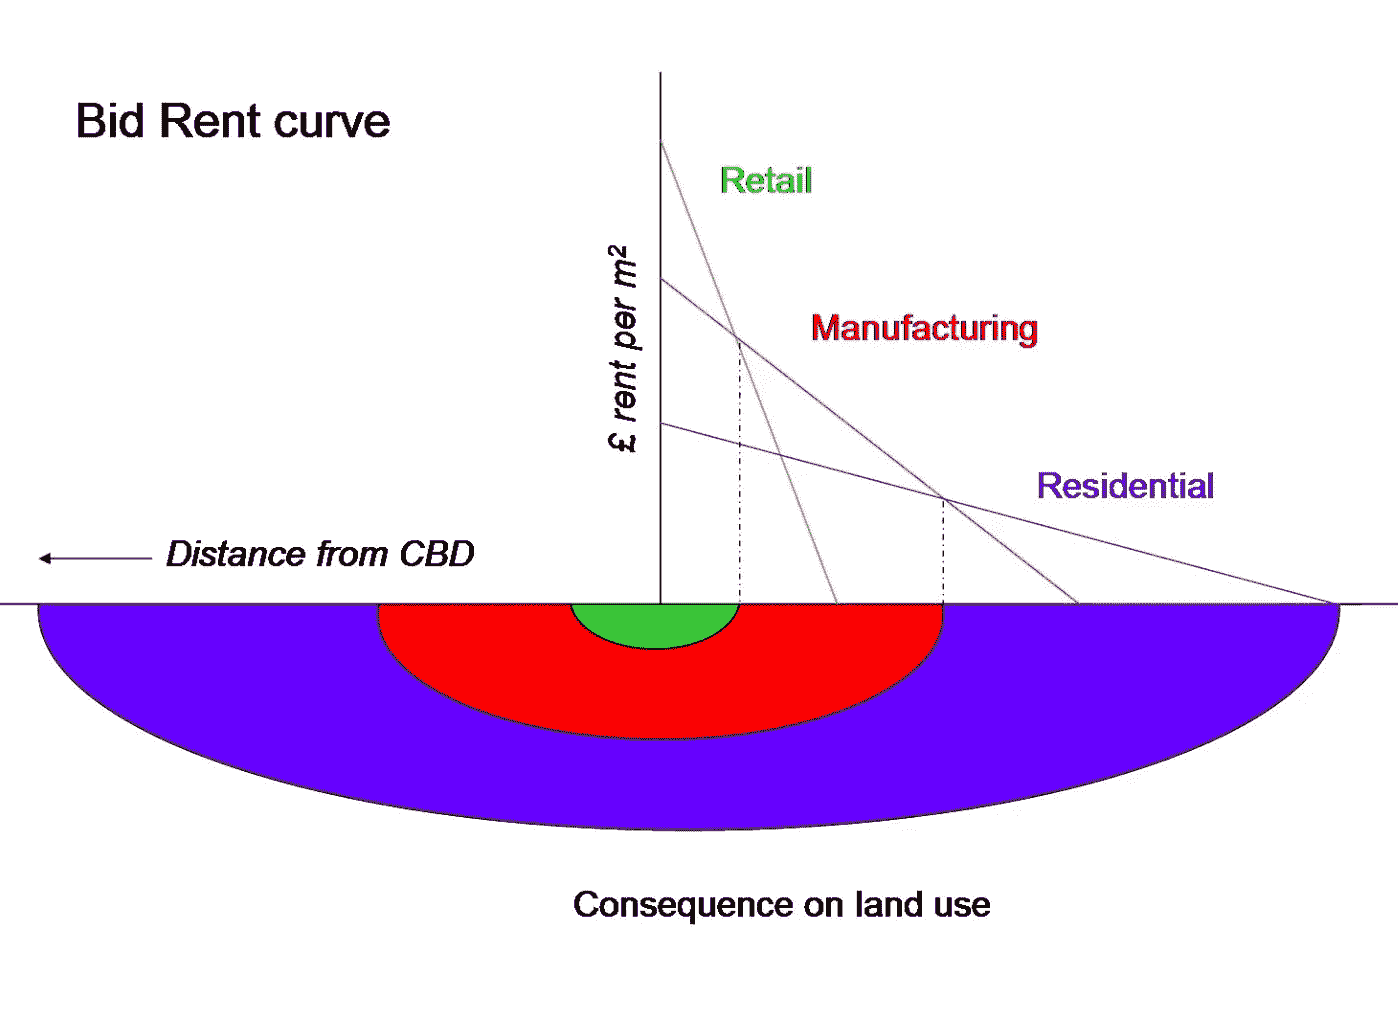 Bid Rent curve
Retail
£ rent per m²
Manufacturing
Residential
Distance from CBD
Consequence on land use